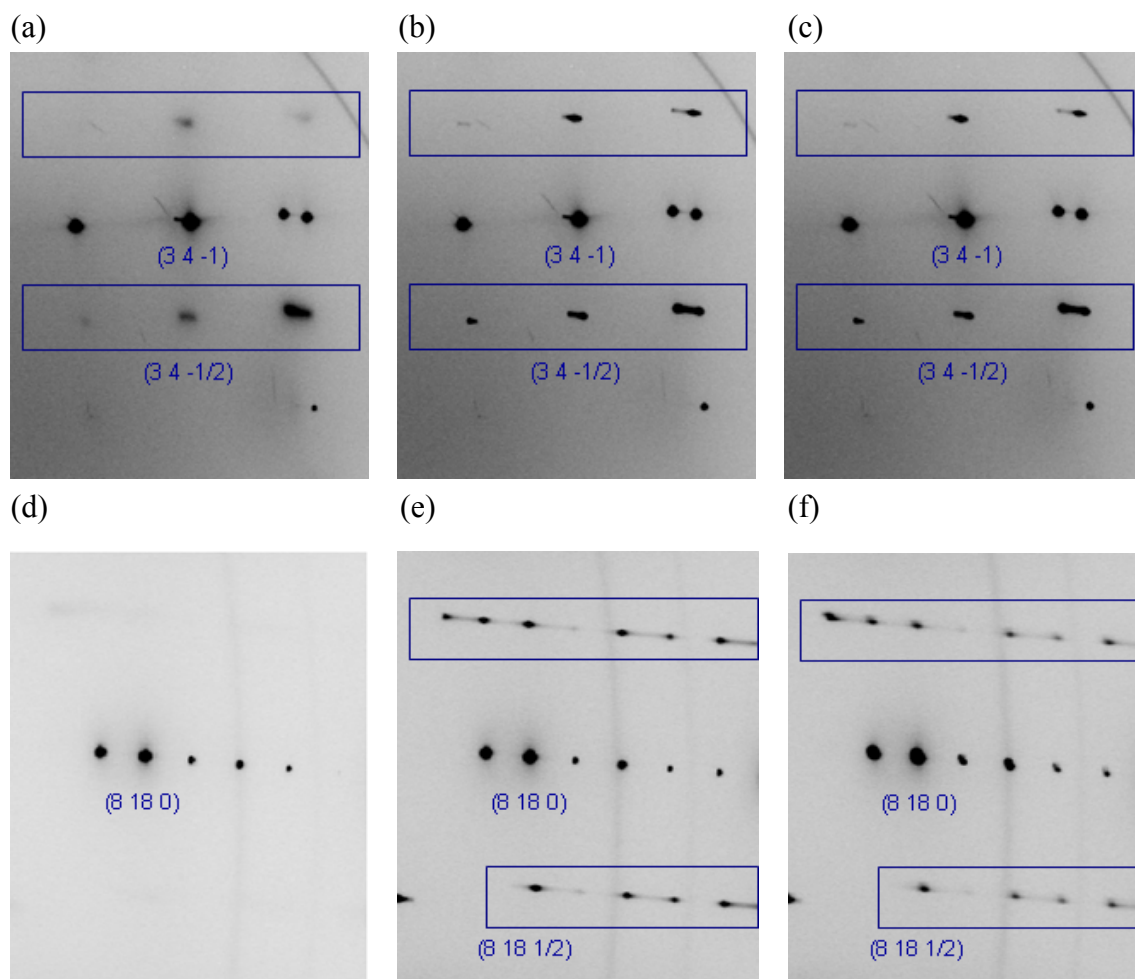 (a)
(b)
(c)
(3 4 -1)
(3 4 -1)
(3 4 -1)
(3 4 -1/2)
(3 4 -1/2)
(3 4 -1/2)
(d)
(e)
(f)
(8 18 0)
(8 18 0)
(8 18 0)
(8 18 1/2)
(8 18 1/2)